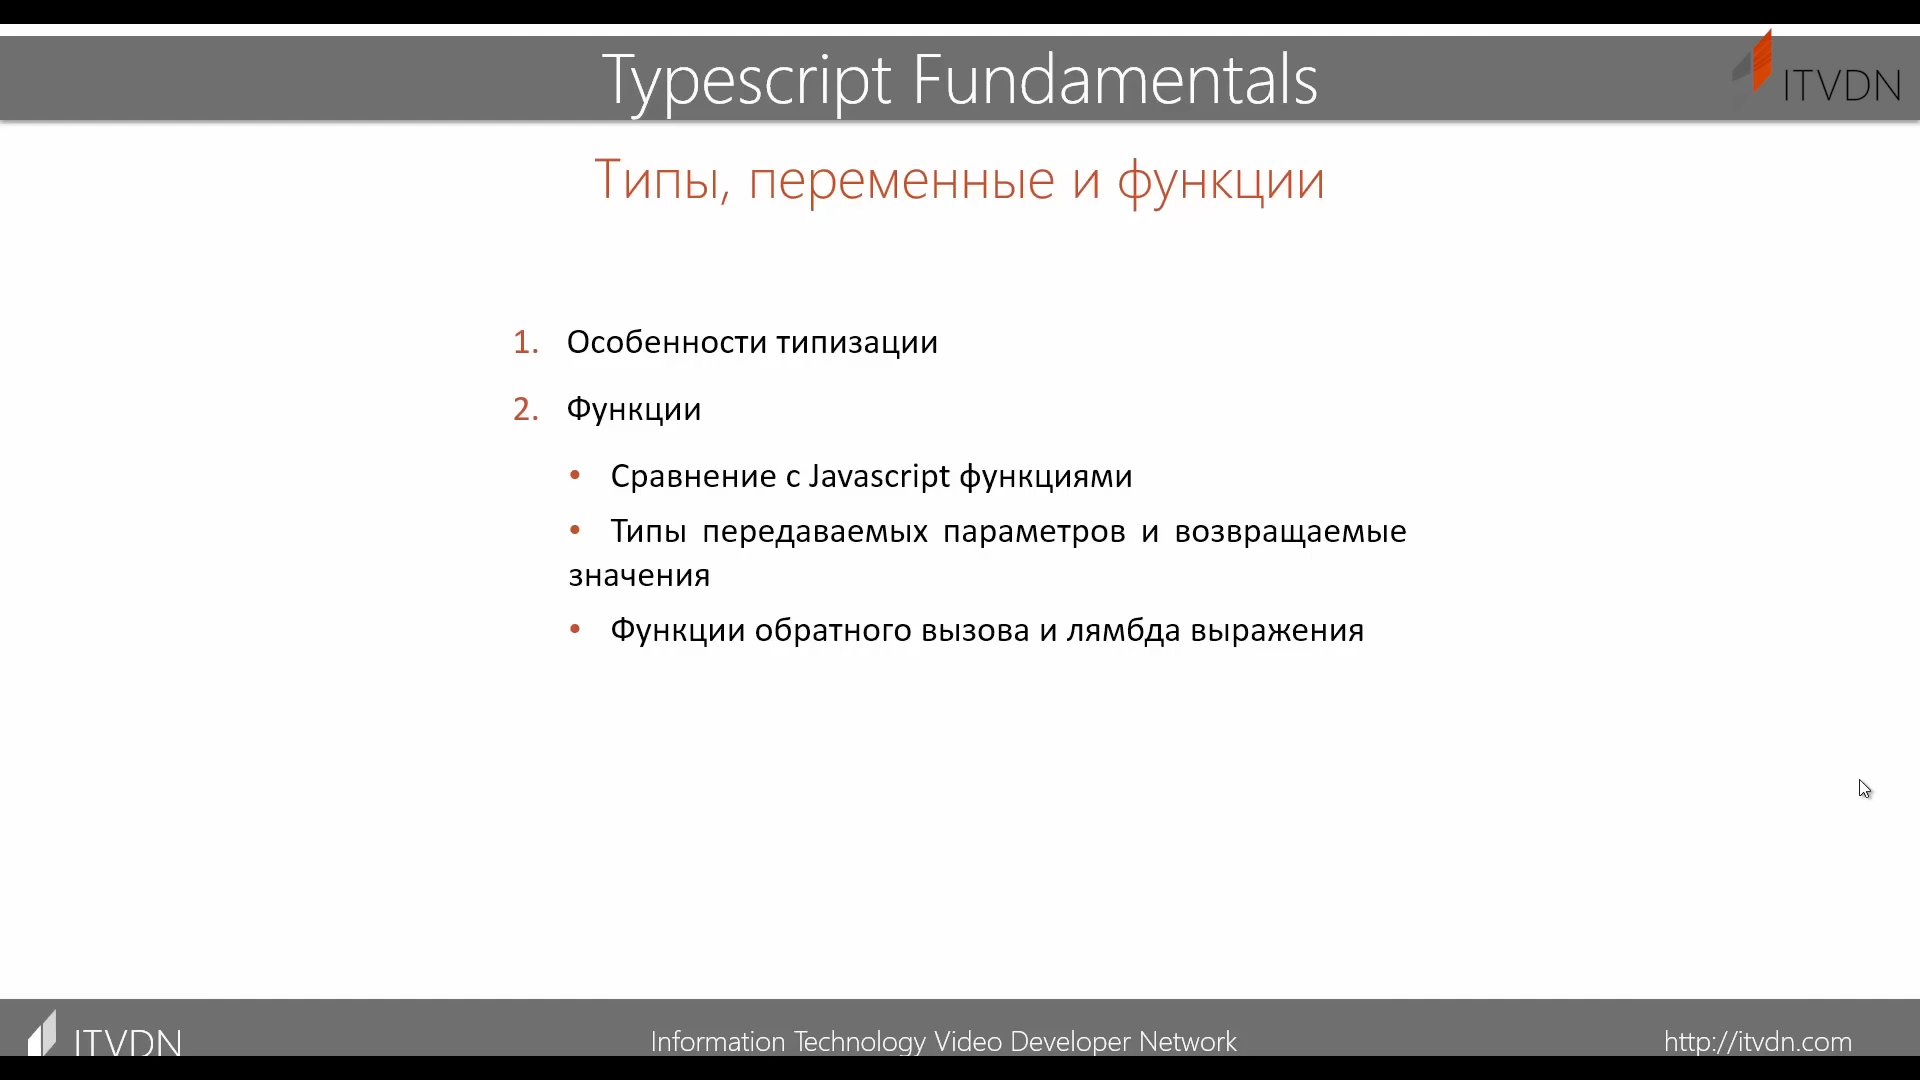 Typescript Fundamentals
ITVDN
Типы, переменные и функции
1. Особенности типизации
2. Функции
• Сравнение с Javascript функциями
• Типы передаваемых параметров и возвращаемые
значения
• Функции обратного вызова и лямбда выражения
ITVDN
Information Technology Video Developer Network
http://itvdn.com